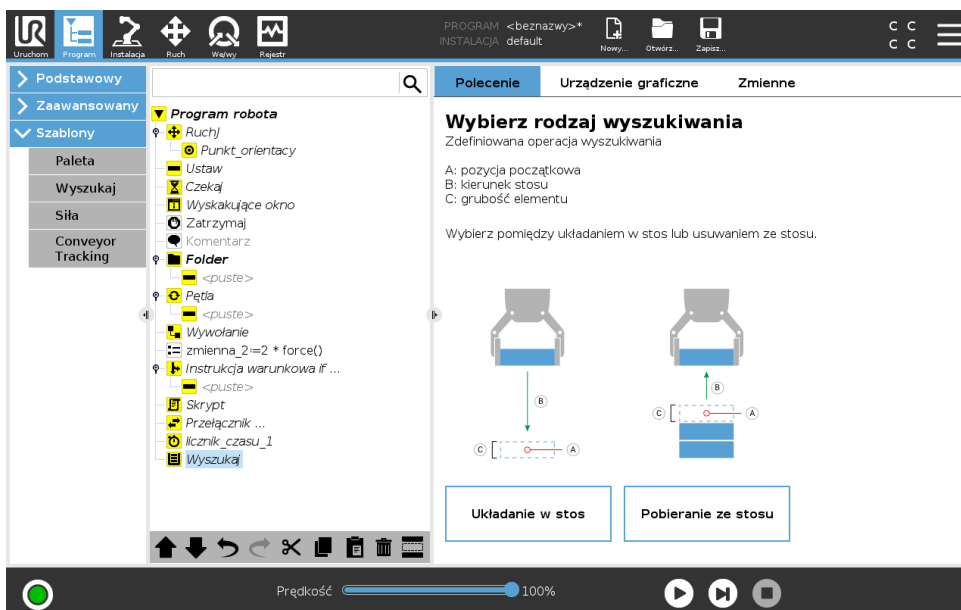 UR
Uruchom
Program
Instalacja
Ruch
We/wy
Rejestr
PROGRAM <beznazwy>*
INSTALACJA default
Nowy...
Otwórz...
Zapisz...
C C
C C
Podstawowy
Zaawansowany
Szablony
Paleta
Wyszukaj
Siła
Conveyor
Tracking
Program robota
RuchJ
Punkt_orientacy
Ustaw
Czekaj
Wyskakujące okno
Zatrzymaj
Komentarz
Folder
<puste>
Pętla
<puste>
Wywołanie
zmienna_2:=2 * force()
Instrukcja warunkowa if ...
<puste>
Skrypt
Przełącznik ...
licznik_czasu_1
Wyszukaj
Polecenie
Urządzenie graficzne
Zmienne
Wybierz rodzaj wyszukiwania
Zdefiniowana operacja wyszukiwania
A: pozycja początkowa
B: kierunek stosu
C: grubość elementu
Wybierz pomiędzy układaniem w stos lub usuwaniem ze stosu.
B
C
A
B
C
A
Układanie w stos
Pobieranie ze stosu
Prędkość
100%